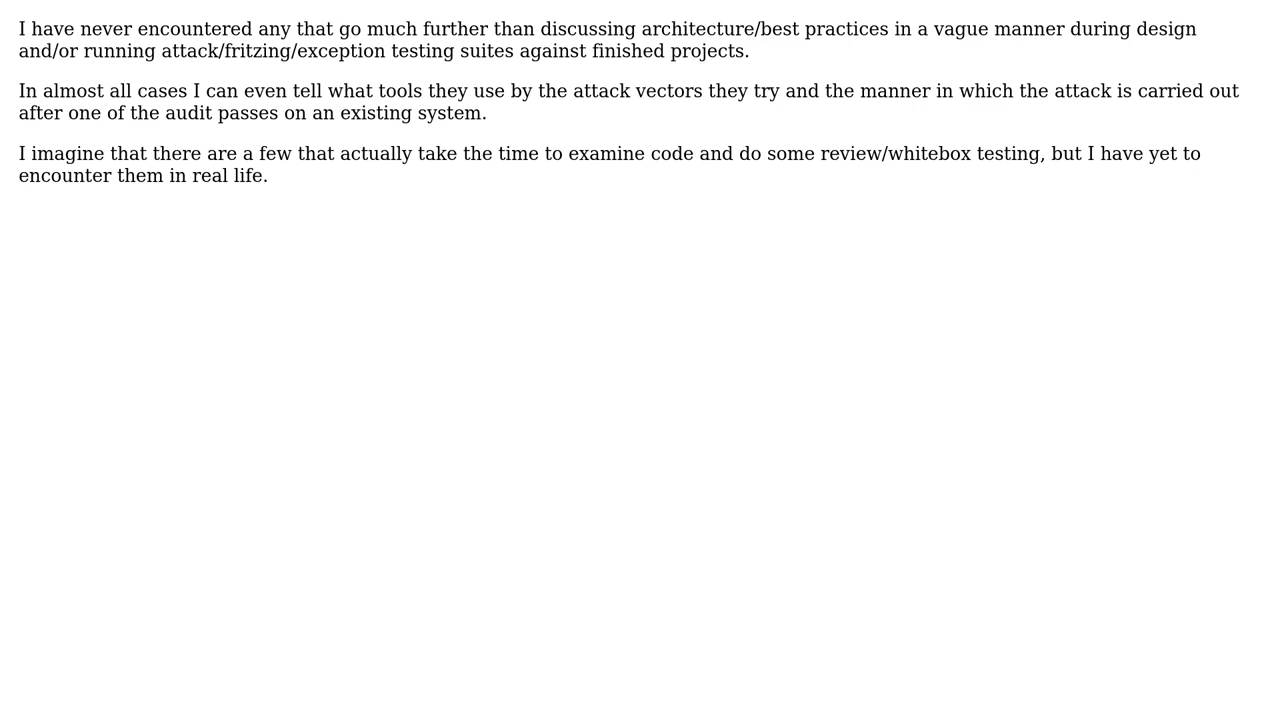 I have never encountered any that go much further than discussing architecture/best practices in a vague manner during design
and/or running attack/fritzing/exception testing suites against finished projects.
In almost all cases I can even tell what tools they use by the attack vectors they try and the manner in which the attack is carried out
after one of the audit passes on an existing system.
I imagine that there are a few that actually take the time to examine code and do some review/whitebox testing, but I have yet to
encounter them in real life.